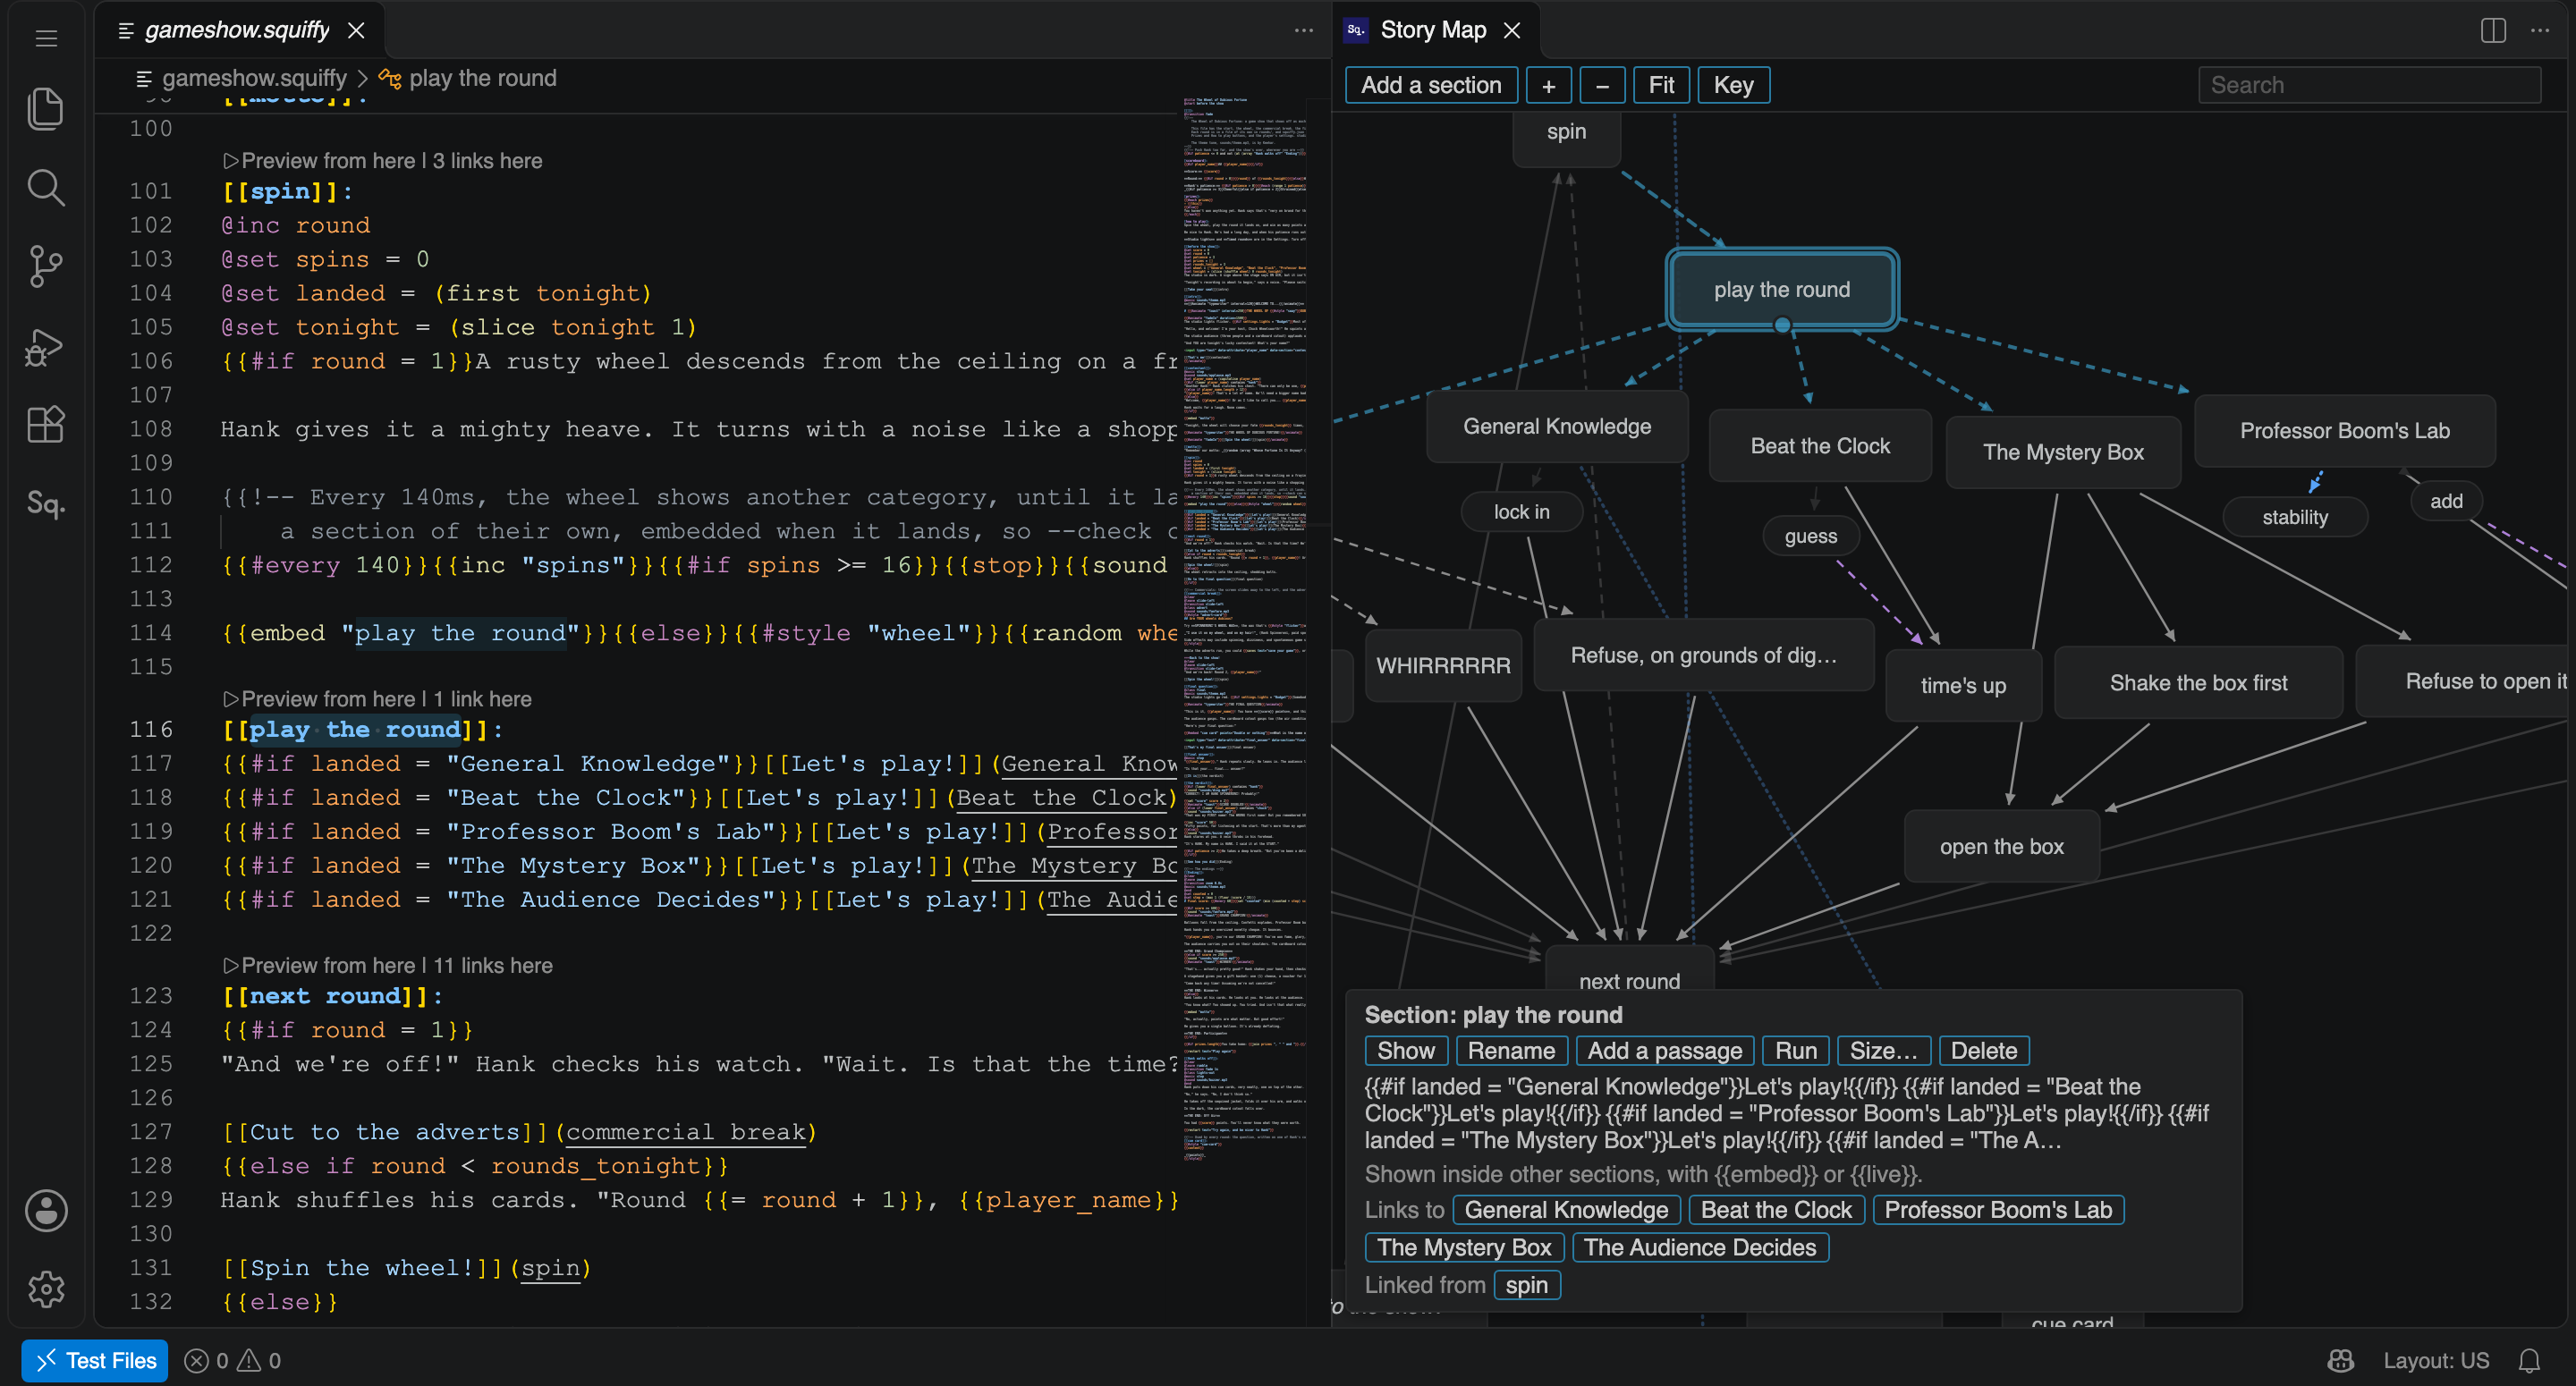 gameshow.squiffy
gameshow.squiffy > play the round
100
Preview from here | 3 links here
101 [[spin]]:
102 @inc round
103 @set spins = 0
104 @set landed = (first tonight)
105 @set tonight = (slice tonight 1)
106 {{#if round = 1}}A rusty wheel descends from the ceiling on a fr
107
108 Hank gives it a mighty heave. It turns with a noise like a shopp
109
110 {{!-- Every 140ms, the wheel shows another category, until it la
111 a section of their own, embedded when it lands, so --check c
112 {{#every 140}}{{inc "spins"}}{{#if spins >= 16}}{{stop}}{{sound
113
114 {{embed "play the round"}}{{else}}{{#style "wheel"}}{{random whe
115
Preview from here | 1 link here
116 [[play the round]]:
117 {{#if landed = "General Knowledge"}}[[Let's play!]](General Know
118 {{#if landed = "Beat the Clock"}}[[Let's play!]](Beat the Clock)
119 {{#if landed = "Professor Boom's Lab"}}[[Let's play!]](Professor
120 {{#if landed = "The Mystery Box"}}[[Let's play!]](The Mystery Bo
121 {{#if landed = "The Audience Decides"}}[[Let's play!]](The Audie
122
Preview from here | 11 links here
123 [[next round]]:
124 {{#if round = 1}}
125 "And we're off!" Hank checks his watch. "Wait. Is that the time?
126
127 [[Cut to the adverts]](commercial break)
128 {{else if round < rounds_tonight}}
129 Hank shuffles his cards. "Round {{= round + 1}}, {{player_name}}
130
131 [[Spin the wheel!]](spin)
132 {{else}}
Sq.
Sq. Story Map
Add a section + − Fit Key Search
spin
play the round
General Knowledge
Beat the Clock
The Mystery Box
Professor Boom's Lab
lock in
guess
stability
add
WHIRRRRRR
Refuse, on grounds of dig…
time's up
Shake the box first
Refuse to open it
open the box
next round
Section: play the round
Show Rename Add a passage Run Size… Delete
{{#if landed = "General Knowledge"}}Let's play!{{/if}} {{#if landed = "Beat the
Clock"}}Let's play!{{/if}} {{#if landed = "Professor Boom's Lab"}}Let's play!{{/if}} {{#if
landed = "The Mystery Box"}}Let's play!{{/if}} {{#if landed = "The A…
Shown inside other sections, with {{embed}} or {{live}}.
Links to General Knowledge Beat the Clock Professor Boom's Lab
The Mystery Box The Audience Decides
Linked from spin
cue card
Test Files 0 0
Layout: US